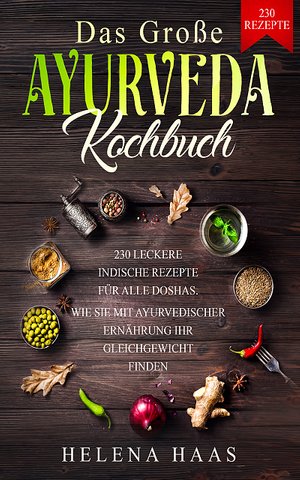 230
REZEPTE
Das Große
AYURVEDA
Kochbuch
230 LECKERE
INDISCHE REZEPTE
FÜR ALLE DOSHAS.
WIE SIE MIT AYURVEDISCHER
ERNÄHRUNG IHR
GLEICHGEWICHT
FINDEN
HELENA HAAS